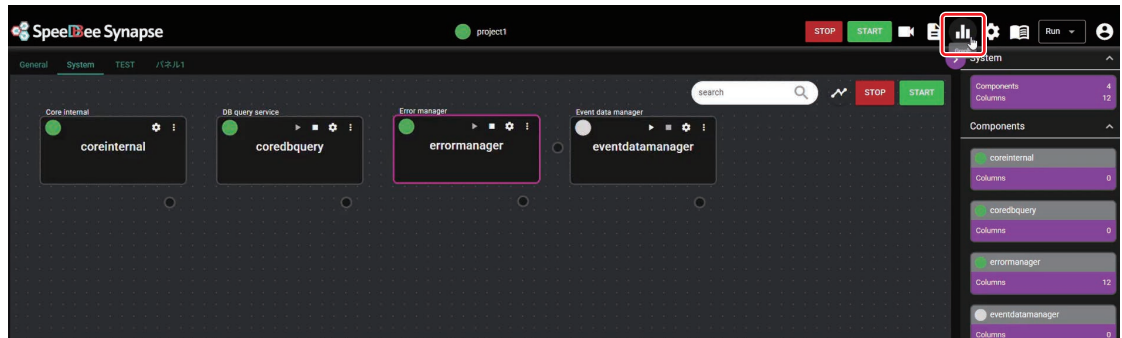 SpeeDBee Synapse
project1
STOP
START
Run
General
System
TEST
パネル1
search
STOP
START
Core internal
coreinternal
DB query service
coredbquery
Error manager
errormanager
Event data manager
eventdatamanager
System
Components 4
Columns 12
Components
coreinternal
Columns 0
coredbquery
Columns 0
errormanager
Columns 12
eventdatamanager
Columns 0